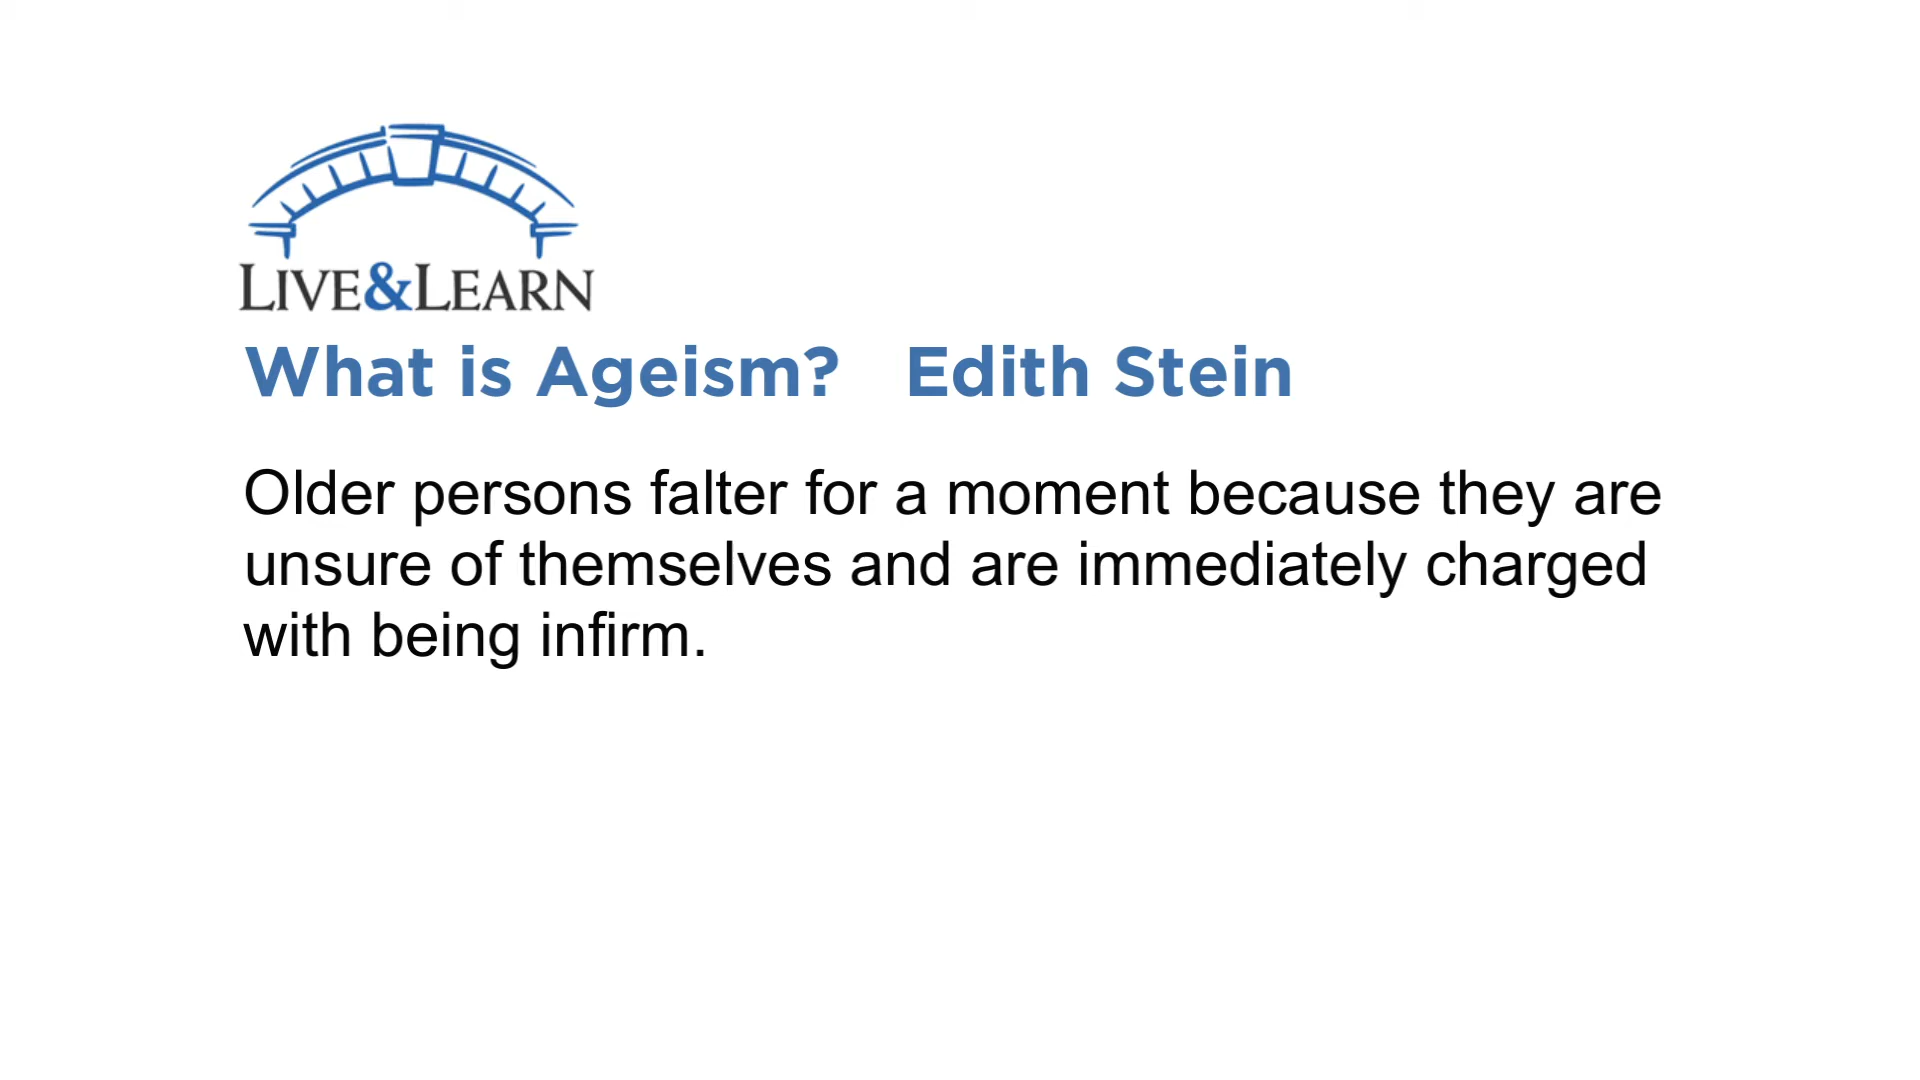 LIVE&LEARN
What is Ageism? Edith Stein
Older persons falter for a moment because they are
unsure of themselves and are immediately charged
with being infirm.